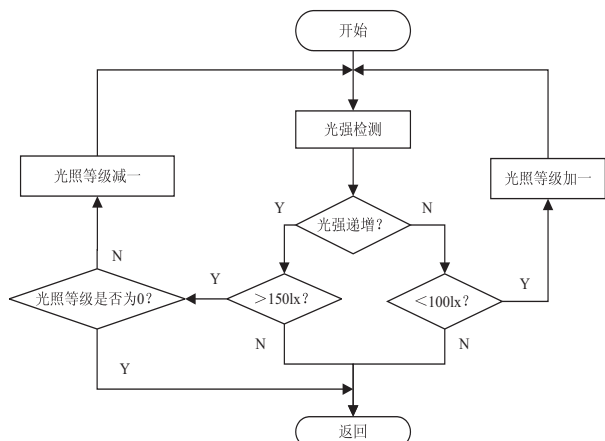 开始
光强检测
光照等级减一
光照等级加一
Y
N
光强递增?
N
Y
Y
光照等级是否为0?
>150lx?
<100lx?
N
N
Y
返回